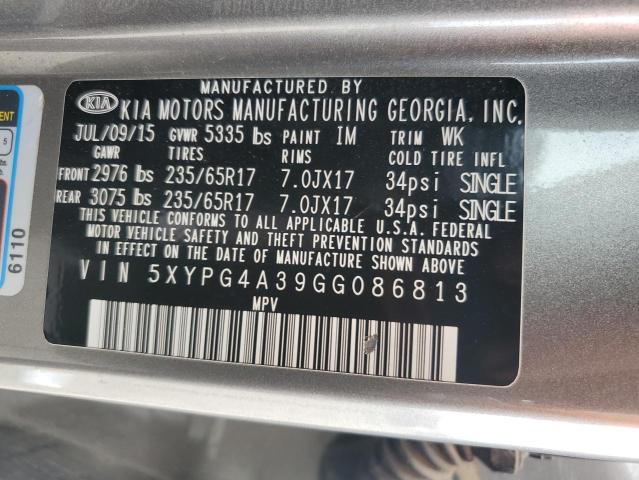 MANUFACTURED BY
KIA KIA MOTORS MANUFACTURING GEORGIA, INC.
JUL/09/15 GVWR 5335 lbs PAINT IM TRIM WK
GAWR TIRES RIMS COLD TIRE INFL
FRONT 2976 lbs 235/65R17 7.0JX17 34psi SINGLE
REAR 3075 lbs 235/65R17 7.0JX17 34psi SINGLE
THIS VEHICLE CONFORMS TO ALL APPLICABLE U.S.A. FEDERAL
MOTOR VEHICLE SAFETY AND THEFT PREVENTION STANDARDS
IN EFFECT ON THE DATE OF MANUFACTURE SHOWN ABOVE.
VIN 5XYPG4A39GG086813
MPV
5
6110